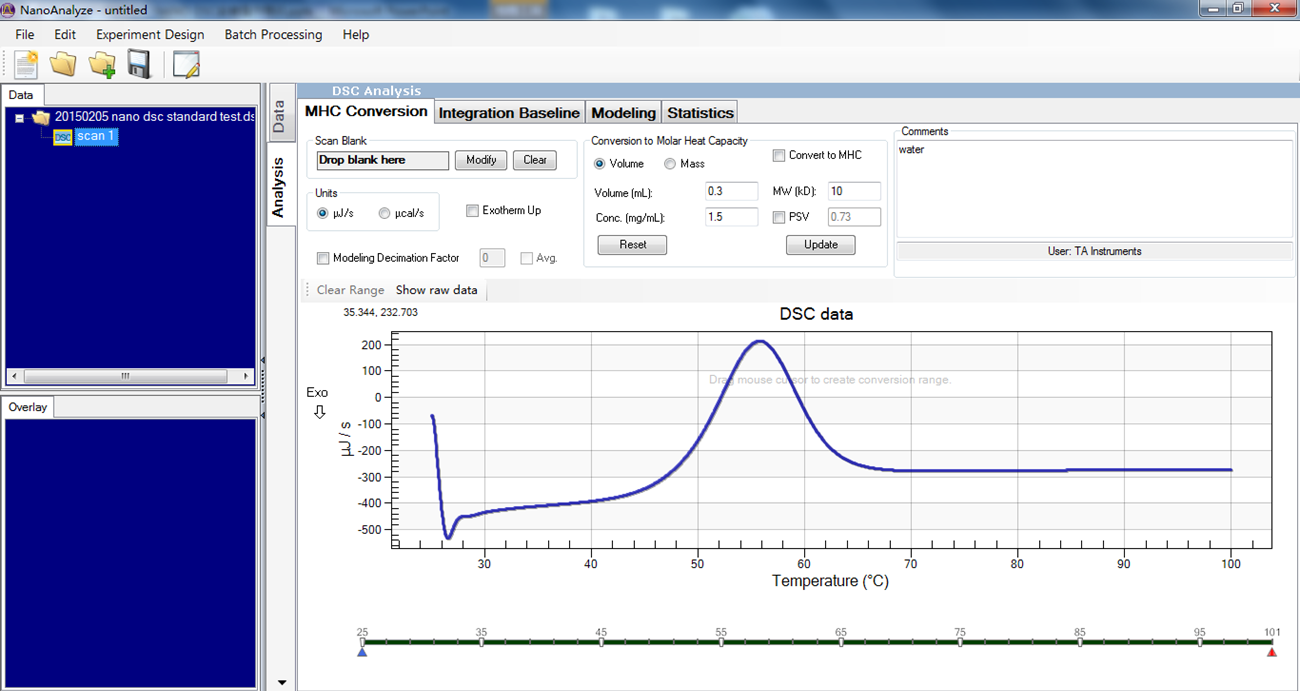 NanoAnalyze - untitled
File Edit Experiment Design Batch Processing Help
Data
20150205 nano dsc standard test.ds
DSC scan 1
Overlay
Data
Analysis
DSC Analysis
MHC Conversion Integration Baseline Modeling Statistics
Scan Blank
Drop blank here Modify Clear
Units
µJ/s µcal/s
Exotherm Up
Modeling Decimation Factor 0 Avg.
Conversion to Molar Heat Capacity
Volume Mass Convert to MHC
Volume (mL): 0.3 MW (kD): 10
Conc. (mg/mL): 1.5 PSV 0.73
Reset Update
Comments
water
User: TA Instruments
Clear Range Show raw data
35.344, 232.703
DSC data
Drag mouse cursor to create conversion range.
Exo
µJ / s
200
100
0
-100
-200
-300
-400
-500
30 40 50 60 70 80 90 100
Temperature (°C)
25 35 45 55 65 75 85 95 101